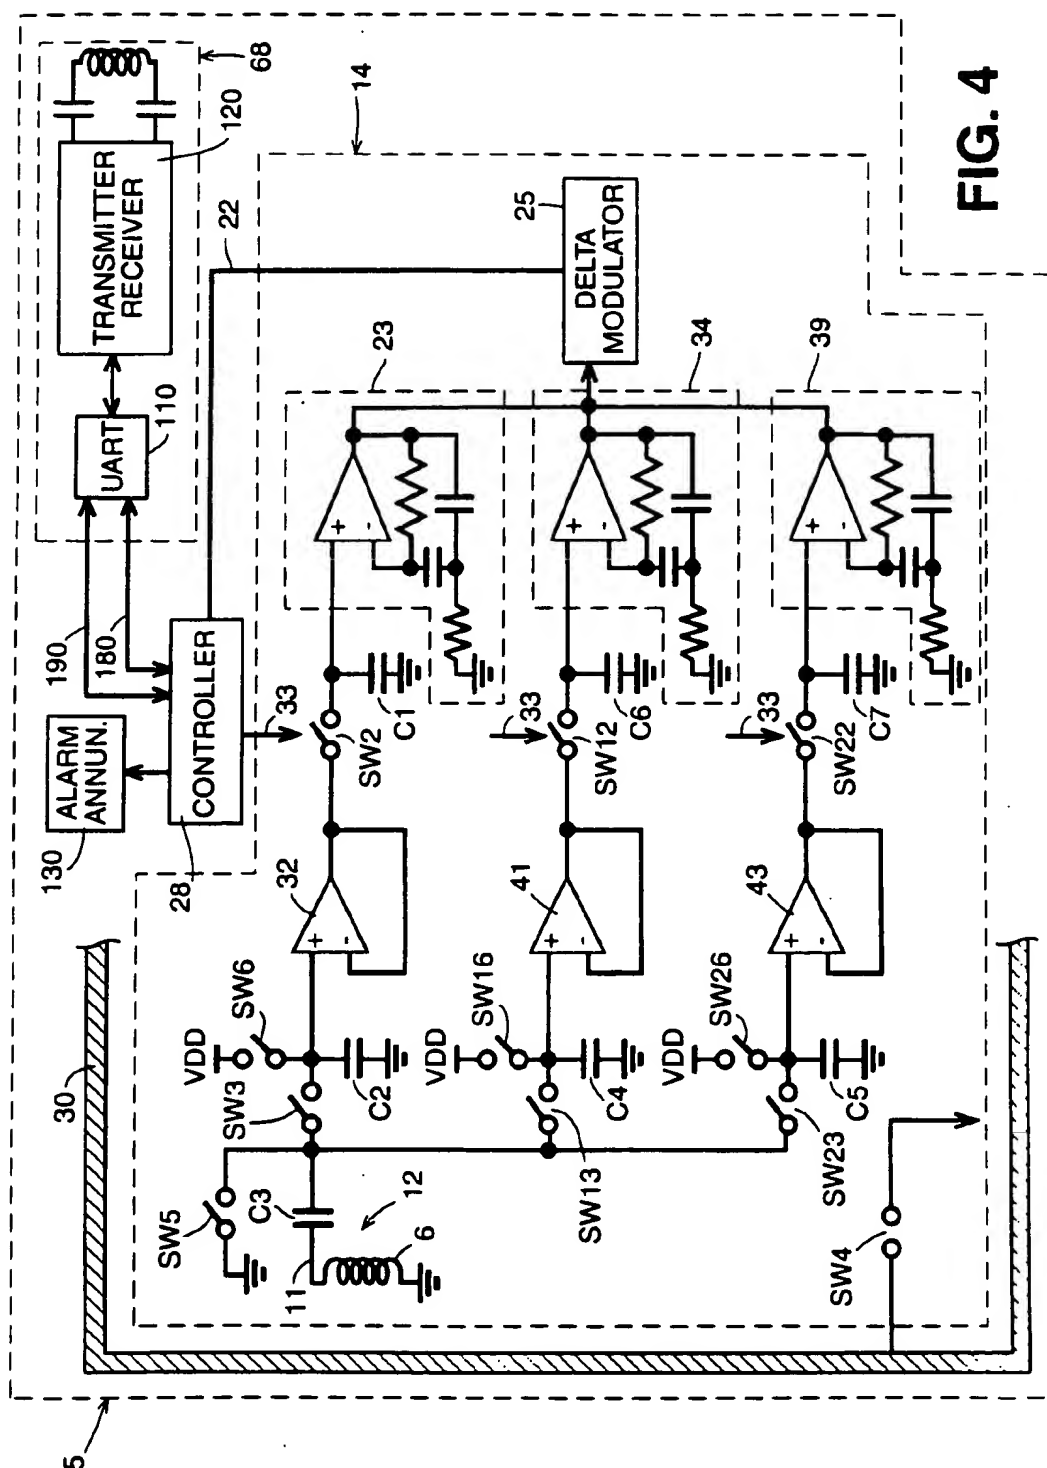 5
30
130
ALARM
ANNUN.
190
180
UART
110
TRANSMITTER
RECEIVER
120
68
28
CONTROLLER
22
14
33
VDD
SW6
SW5
SW3
C3
C2
11
6
12
32
+
-
SW2
C1
+
-
23
DELTA
MODULATOR
25
VDD
SW16
SW13
C4
41
+
-
33
SW12
C6
+
-
34
VDD
SW26
SW23
C5
43
+
-
33
SW22
C7
+
-
39
SW4
FIG. 4